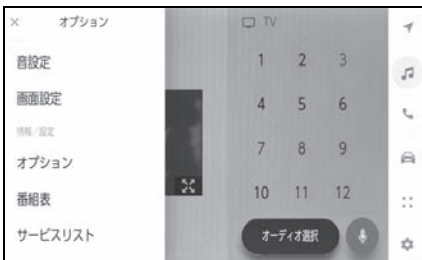 × オプション
音設定
画面設定
情報/設定
オプション
番組表
サービスリスト
TV
1 2 3
4 5 6
7 8 9
10 11 12
オーディオ選択